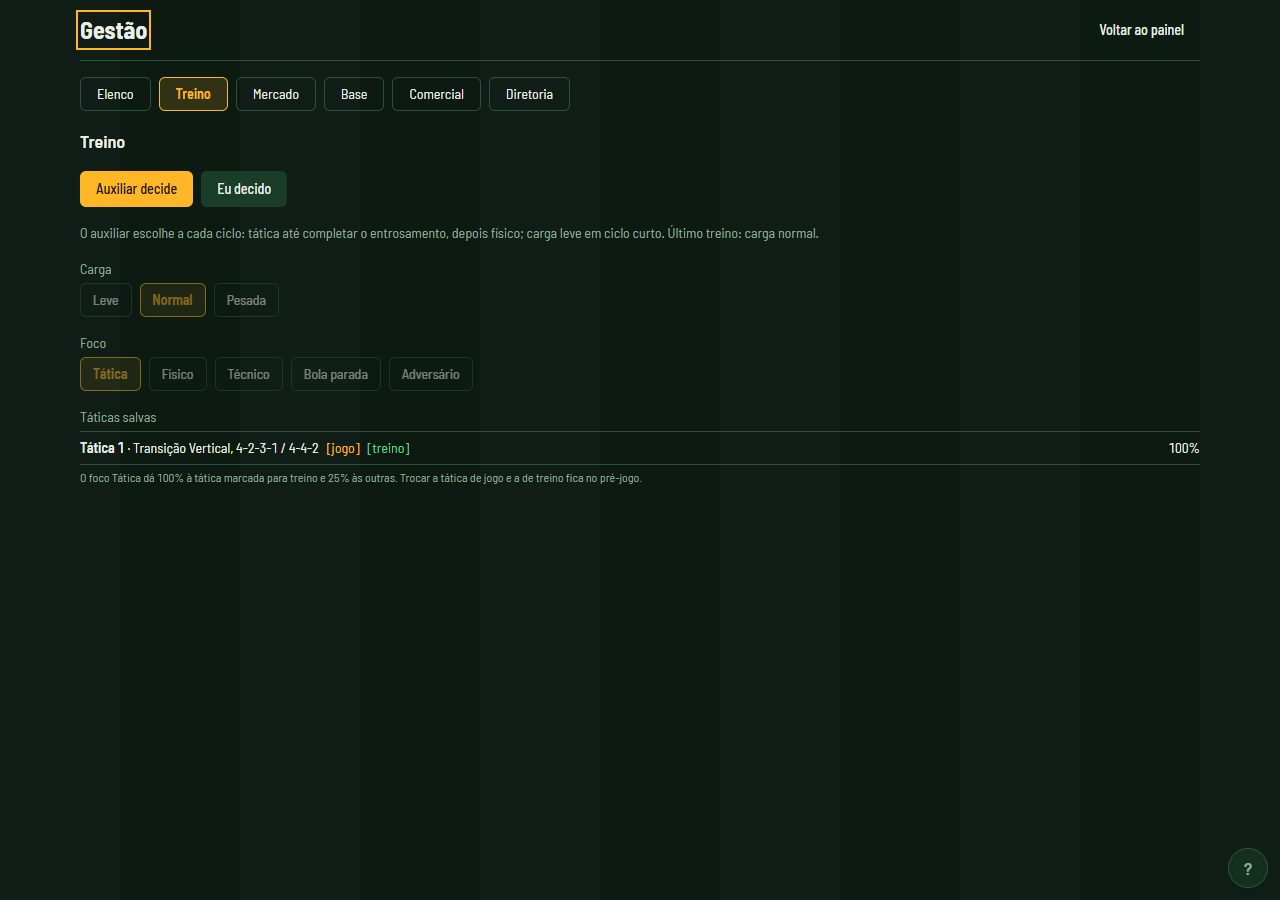 Gestão
Voltar ao painel
Elenco Treino Mercado Base Comercial Diretoria
Treino
Auxiliar decide Eu decido
O auxiliar escolhe a cada ciclo: tática até completar o entrosamento, depois físico; carga leve em ciclo curto. Último treino: carga normal.
Carga
Leve Normal Pesada
Foco
Tática Físico Técnico Bola parada Adversário
Táticas salvas
Tática 1 · Transição Vertical, 4-2-3-1 / 4-4-2 [jogo] [treino] 100%
O foco Tática dá 100% à tática marcada para treino e 25% às outras. Trocar a tática de jogo e a de treino fica no pré-jogo.
?